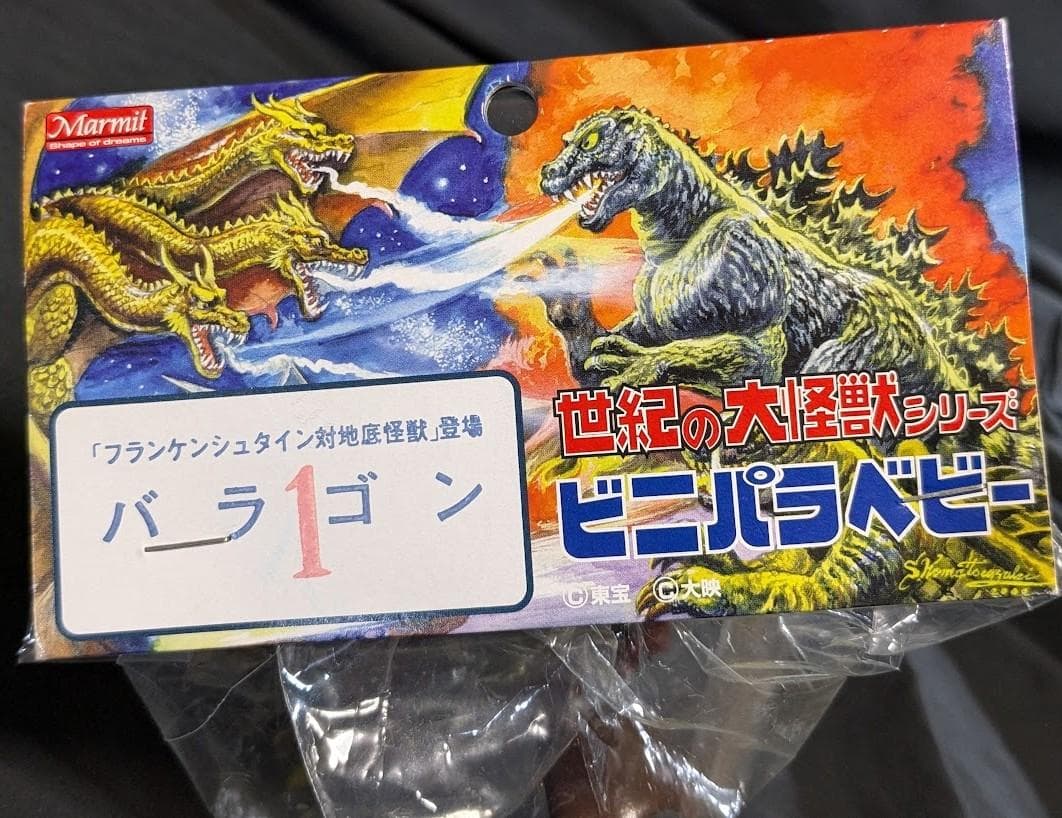 Marmit
Shape of dreams
「フランケンシュタイン対地底怪獣」登場
バラゴン
1
世紀の大怪獣シリーズ
ビニパラベビー
©東宝 ©大映